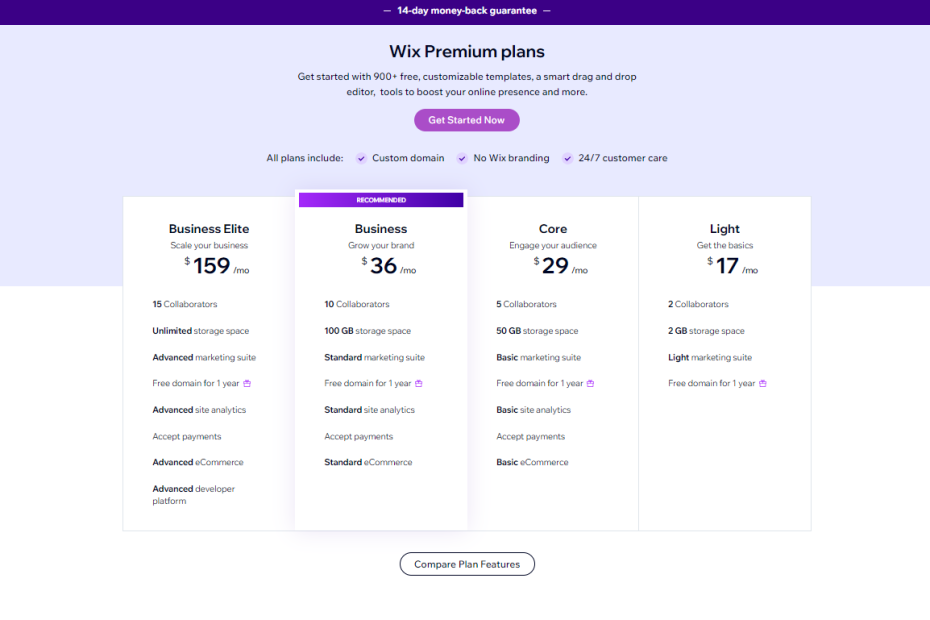 — 14-day money-back guarantee —
Wix Premium plans
Get started with 900+ free, customizable templates, a smart drag and drop
editor, tools to boost your online presence and more.
Get Started Now
All plans include: Custom domain No Wix branding 24/7 customer care
RECOMMENDED
Business Elite
Scale your business
$ 159 /mo
15 Collaborators
Unlimited storage space
Advanced marketing suite
Free domain for 1 year
Advanced site analytics
Accept payments
Advanced eCommerce
Advanced developer
platform
Business
Grow your brand
$ 36 /mo
10 Collaborators
100 GB storage space
Standard marketing suite
Free domain for 1 year
Standard site analytics
Accept payments
Standard eCommerce
Core
Engage your audience
$ 29 /mo
5 Collaborators
50 GB storage space
Basic marketing suite
Free domain for 1 year
Basic site analytics
Accept payments
Basic eCommerce
Light
Get the basics
$ 17 /mo
2 Collaborators
2 GB storage space
Light marketing suite
Free domain for 1 year
Compare Plan Features